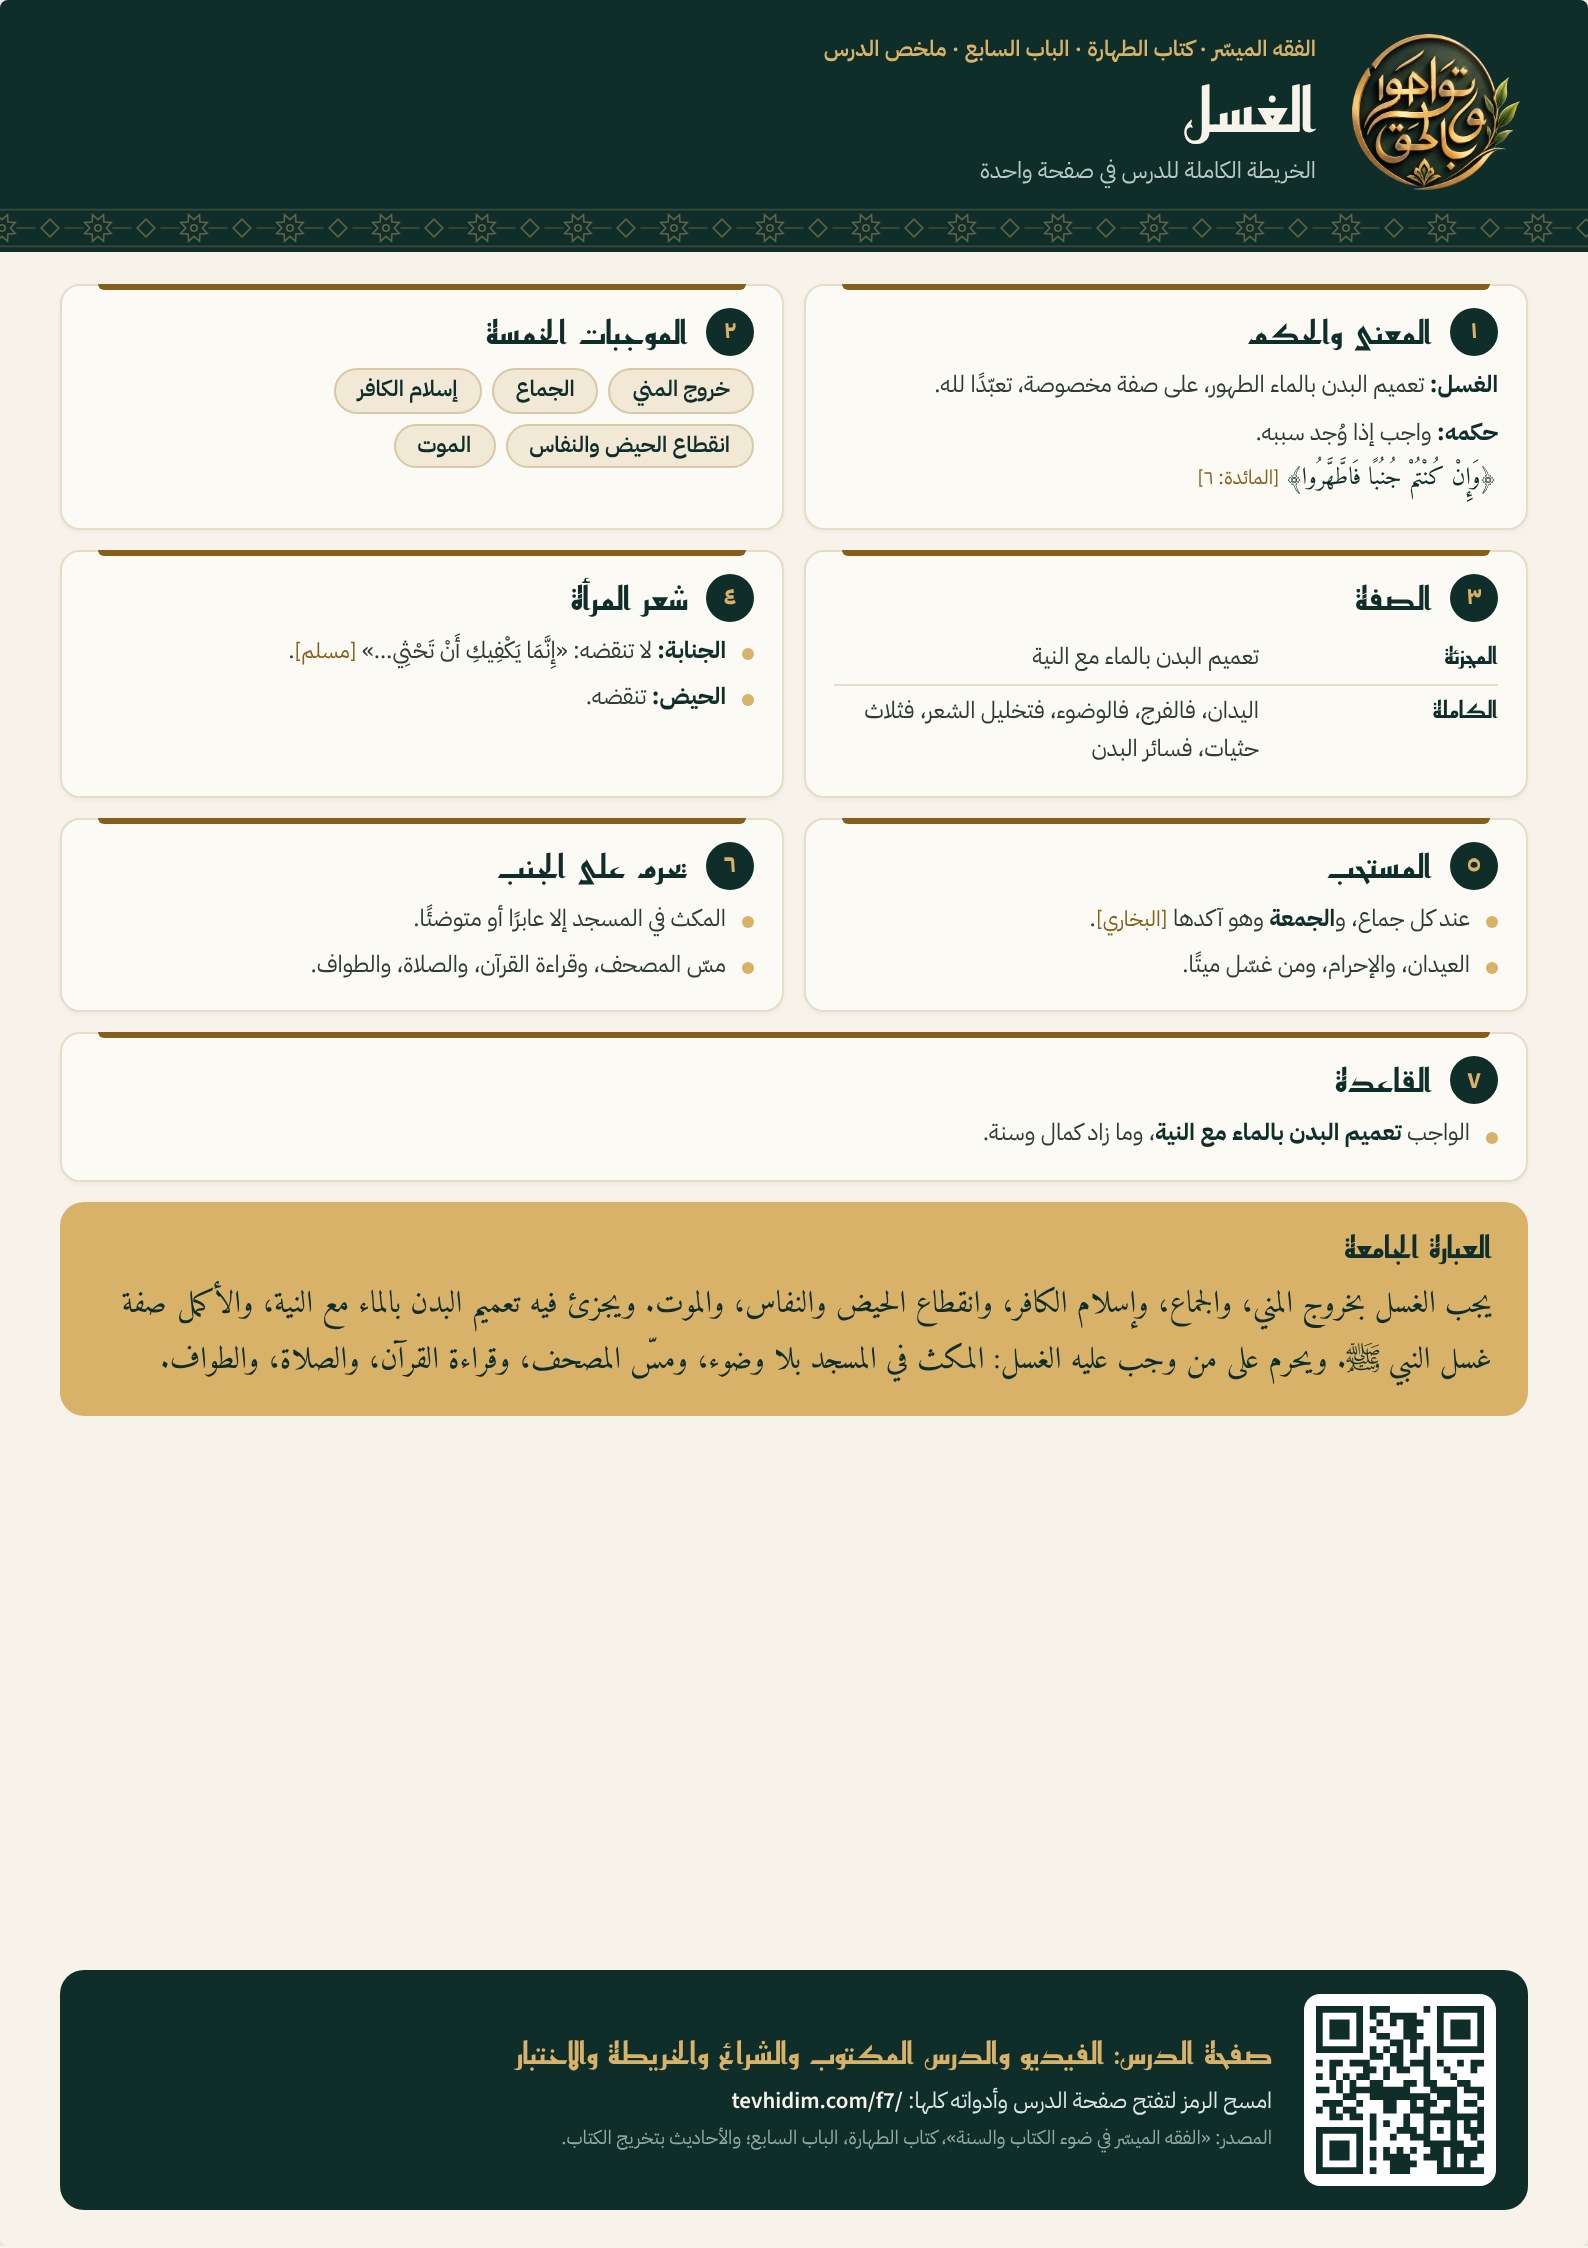 وتواصوا بالحق
الفقه الميسّر · كتاب الطهارة · الباب السابع · ملخص الدرس
الغسل
الخريطة الكاملة للدرس في صفحة واحدة
١ المعنى والحكم
الغسل: تعميم البدن بالماء الطهور، على صفة مخصوصة، تعبّدًا لله.
حكمه: واجب إذا وُجد سببه.
﴿وَإِنْ كُنْتُمْ جُنُبًا فَاطَّهَّرُوا﴾ [المائدة: ٦]
٢ الموجبات الخمسة
خروج المني
الجماع
إسلام الكافر
انقطاع الحيض والنفاس
الموت
٣ الصفة
المجزئة تعميم البدن بالماء مع النية
الكاملة اليدان، فالفرج، فالوضوء، فتخليل الشعر، فثلاث
حثيات، فسائر البدن
٤ شعر المرأة
الجنابة: لا تنقضه: «إِنَّمَا يَكْفِيكِ أَنْ تَحْثِي…» [مسلم].
الحيض: تنقضه.
٥ المستحب
عند كل جماع، والجمعة وهو آكدها [البخاري].
العيدان، والإحرام، ومن غسّل ميتًا.
٦ يحرم على الجنب
المكث في المسجد إلا عابرًا أو متوضئًا.
مسّ المصحف، وقراءة القرآن، والصلاة، والطواف.
٧ القاعدة
الواجب تعميم البدن بالماء مع النية، وما زاد كمال وسنة.
العبارة الجامعة
يجب الغسل بخروج المني، والجماع، وإسلام الكافر، وانقطاع الحيض والنفاس، والموت. ويجزئ فيه تعميم البدن بالماء مع النية، والأكمل صفة
غسل النبي ﷺ. ويحرم على من وجب عليه الغسل: المكث في المسجد بلا وضوء، ومسّ المصحف، وقراءة القرآن، والصلاة، والطواف.
صفحة الدرس: الفيديو والدرس المكتوب والشرائح والخريطة والاختبار
امسح الرمز لتفتح صفحة الدرس وأدواته كلها: tevhidim.com/f7/
المصدر: «الفقه الميسّر في ضوء الكتاب والسنة»، كتاب الطهارة، الباب السابع؛ والأحاديث بتخريج الكتاب.